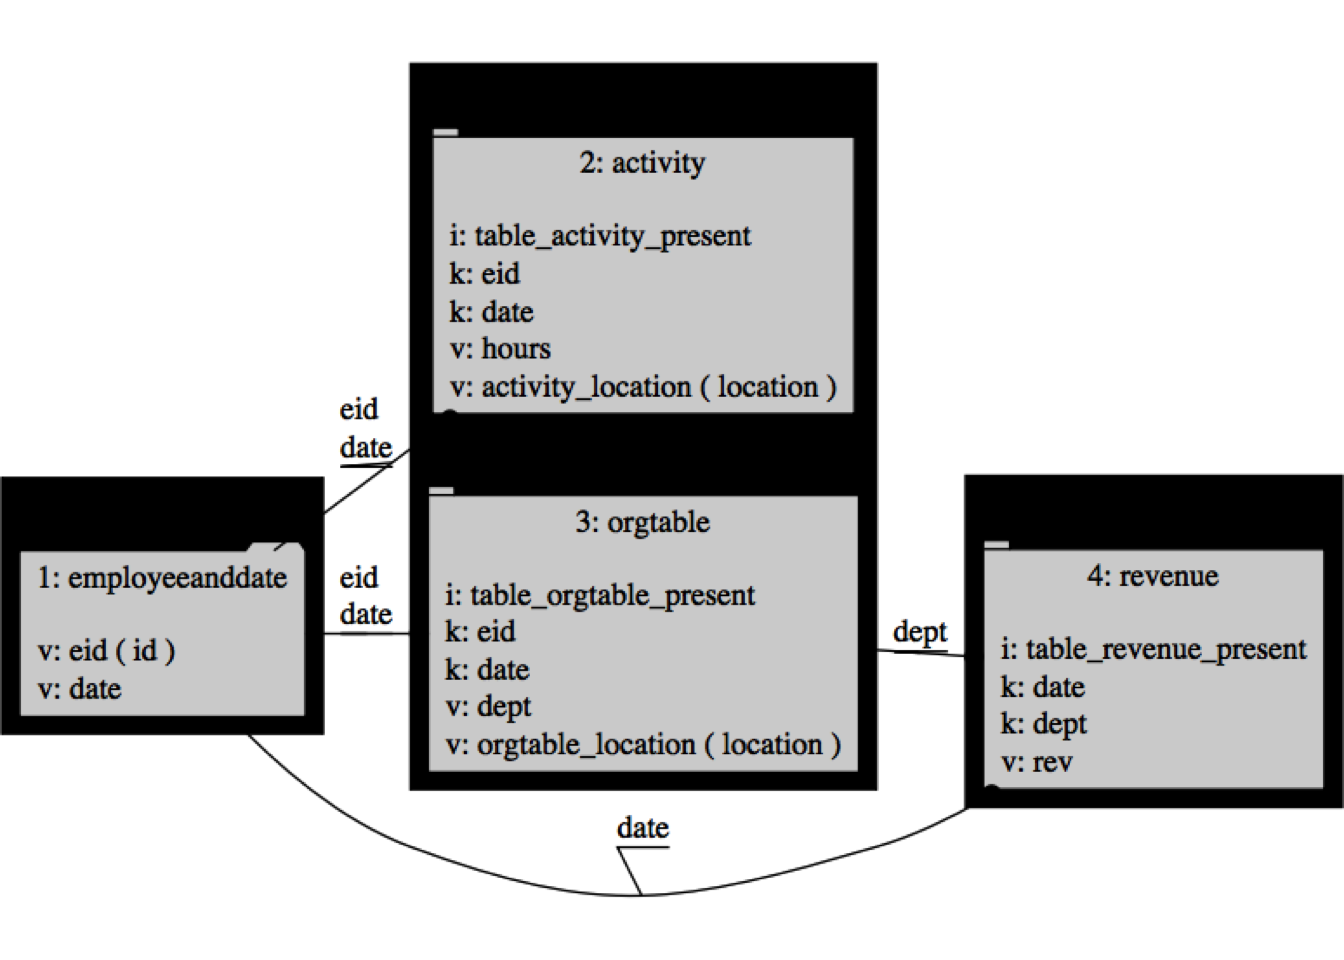 2: activity
i: table_activity_present
k: eid
k: date
v: hours
v: activity_location ( location )
eid
date
1: employeeanddate
v: eid ( id )
v: date
eid
date
3: orgtable
i: table_orgtable_present
k: eid
k: date
v: dept
v: orgtable_location ( location )
dept
4: revenue
i: table_revenue_present
k: date
k: dept
v: rev
date